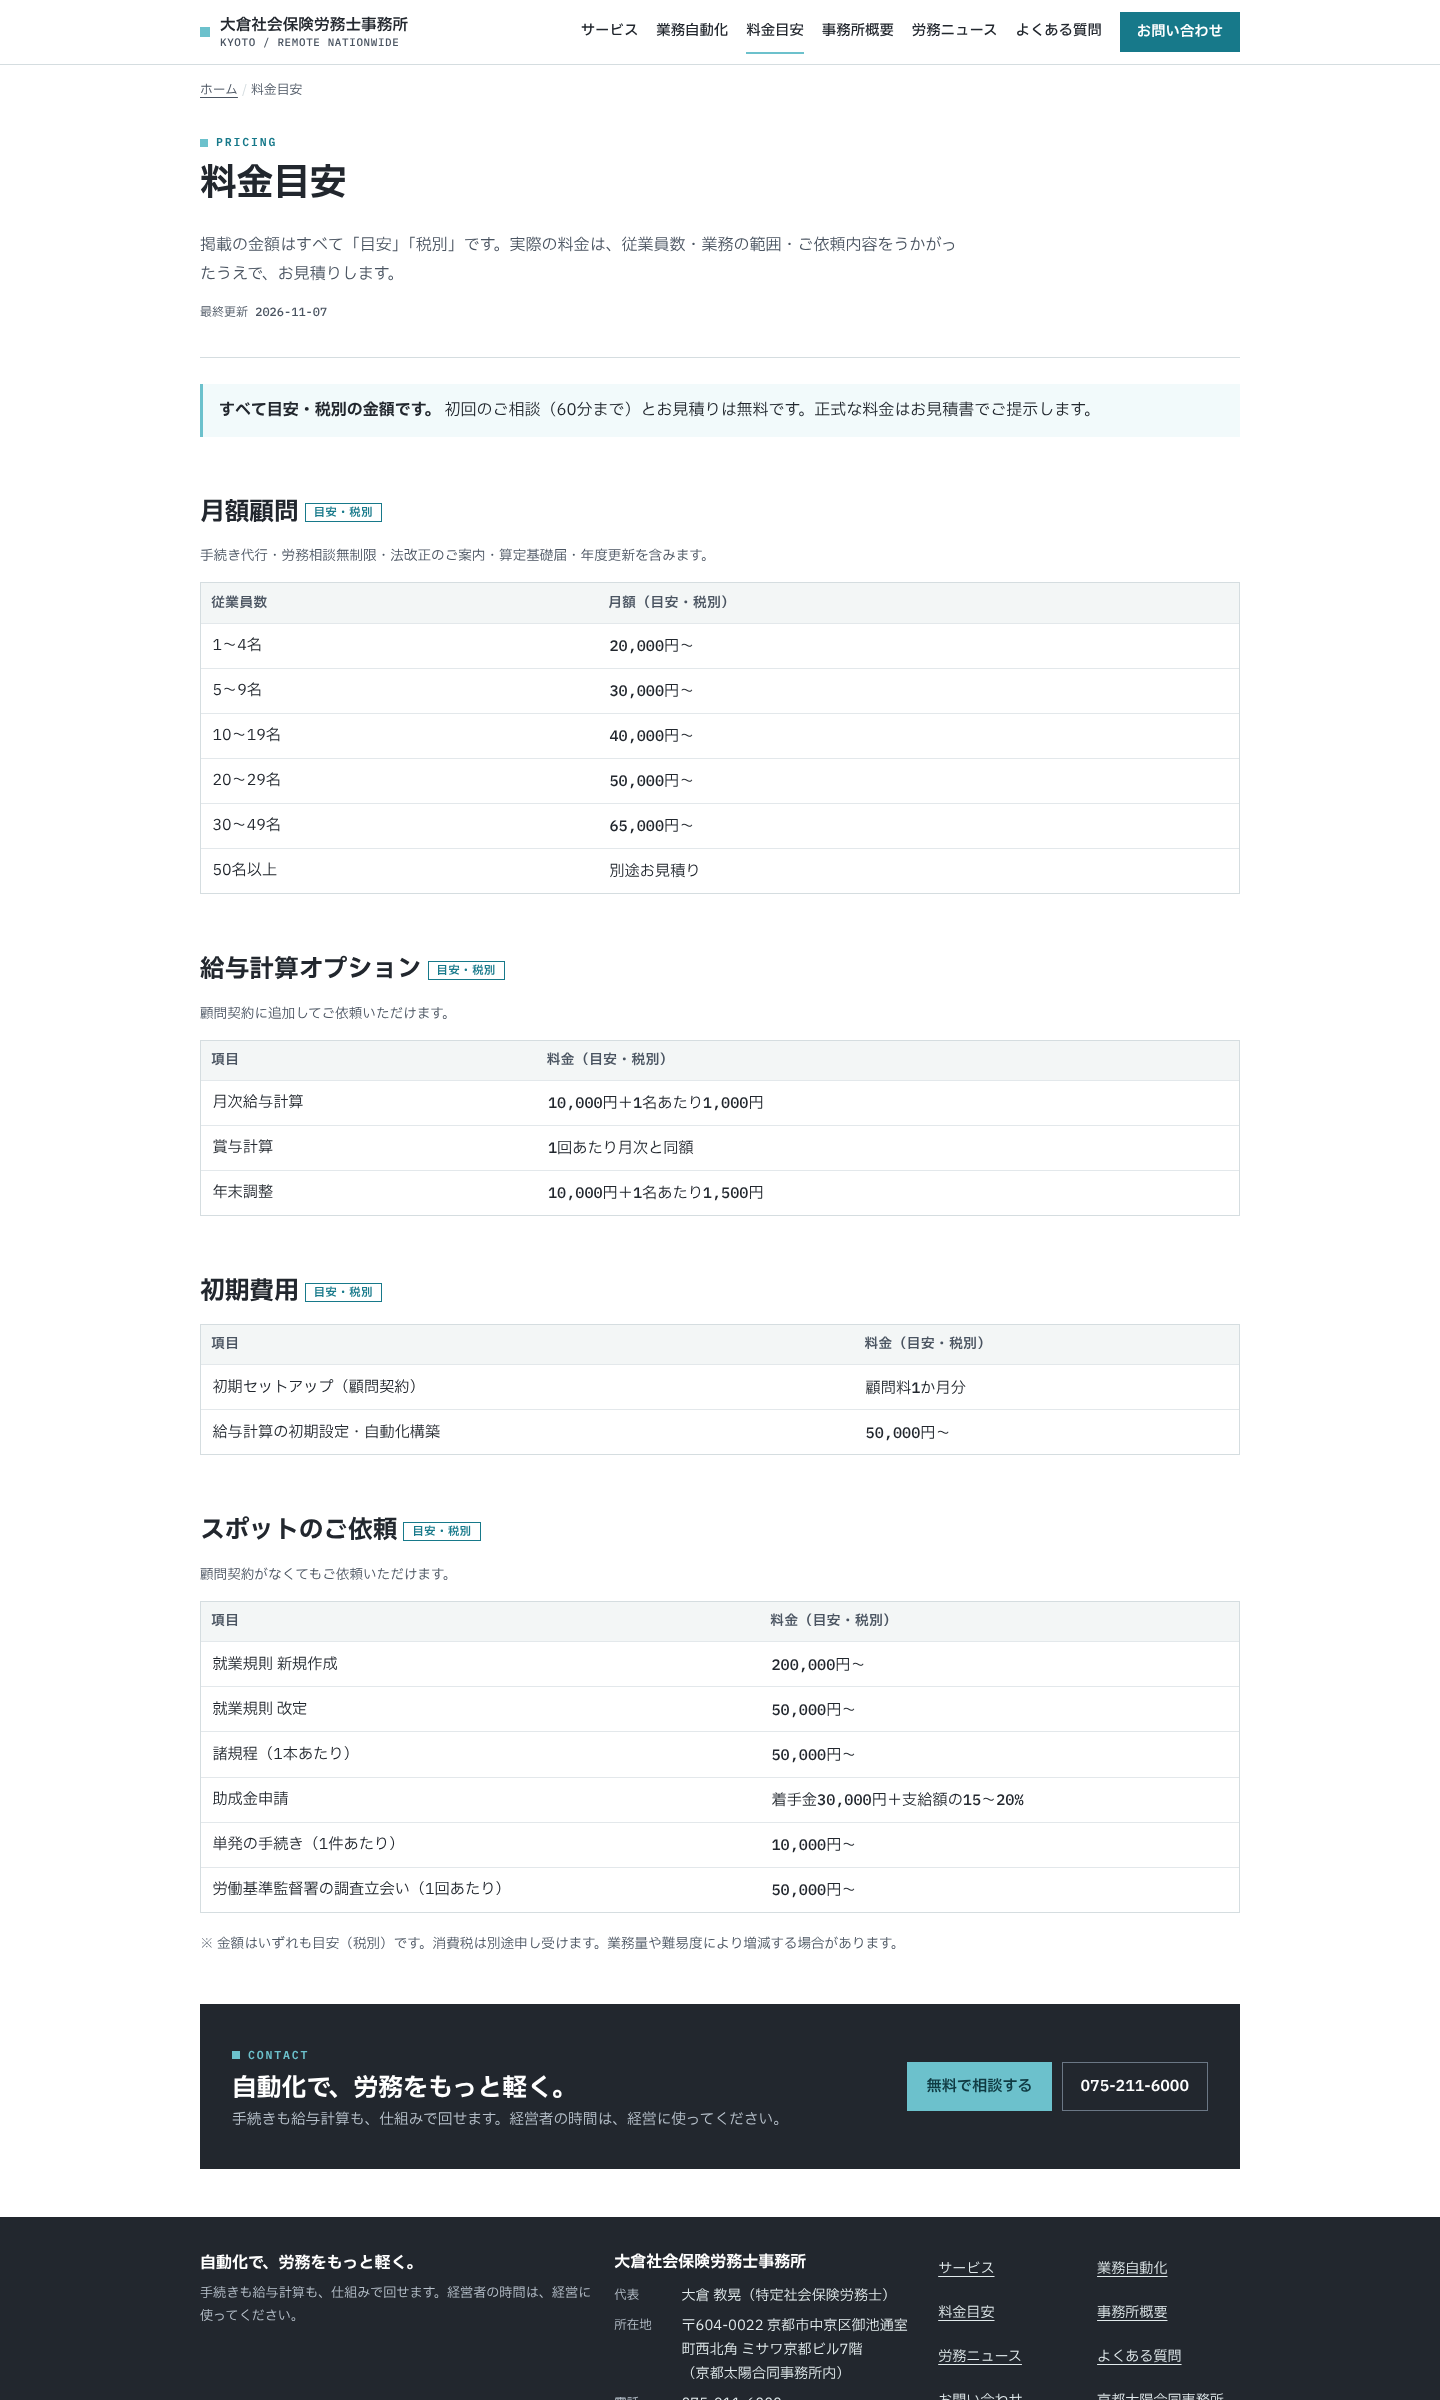 大倉社会保険労務士事務所
KYOTO / REMOTE NATIONWIDE
サービス 業務自動化 料金目安 事務所概要 労務ニュース よくある質問 お問い合わせ
ホーム / 料金目安
PRICING
料金目安
掲載の金額はすべて「目安」「税別」です。実際の料金は、従業員数・業務の範囲・ご依頼内容をうかがっ
たうえで、お見積りします。
最終更新 2026-11-07
すべて目安・税別の金額です。 初回のご相談（60分まで）とお見積りは無料です。正式な料金はお見積書でご提示します。
月額顧問 目安・税別
手続き代行・労務相談無制限・法改正のご案内・算定基礎届・年度更新を含みます。
従業員数 月額（目安・税別）
1〜4名 20,000円〜
5〜9名 30,000円〜
10〜19名 40,000円〜
20〜29名 50,000円〜
30〜49名 65,000円〜
50名以上 別途お見積り
給与計算オプション 目安・税別
顧問契約に追加してご依頼いただけます。
項目 料金（目安・税別）
月次給与計算 10,000円＋1名あたり1,000円
賞与計算 1回あたり月次と同額
年末調整 10,000円＋1名あたり1,500円
初期費用 目安・税別
項目 料金（目安・税別）
初期セットアップ（顧問契約） 顧問料1か月分
給与計算の初期設定・自動化構築 50,000円〜
スポットのご依頼 目安・税別
顧問契約がなくてもご依頼いただけます。
項目 料金（目安・税別）
就業規則 新規作成 200,000円〜
就業規則 改定 50,000円〜
諸規程（1本あたり） 50,000円〜
助成金申請 着手金30,000円＋支給額の15〜20%
単発の手続き（1件あたり） 10,000円〜
労働基準監督署の調査立会い（1回あたり） 50,000円〜
※ 金額はいずれも目安（税別）です。消費税は別途申し受けます。業務量や難易度により増減する場合があります。
CONTACT
自動化で、労務をもっと軽く。
手続きも給与計算も、仕組みで回せます。経営者の時間は、経営に使ってください。
無料で相談する 075-211-6000
自動化で、労務をもっと軽く。
手続きも給与計算も、仕組みで回せます。経営者の時間は、経営に
使ってください。
大倉社会保険労務士事務所
代表 大倉 教晃（特定社会保険労務士）
所在地 〒604-0022 京都市中京区御池通室
町西北角 ミサワ京都ビル7階
（京都太陽合同事務所内）
サービス 業務自動化
料金目安 事務所概要
労務ニュース よくある質問